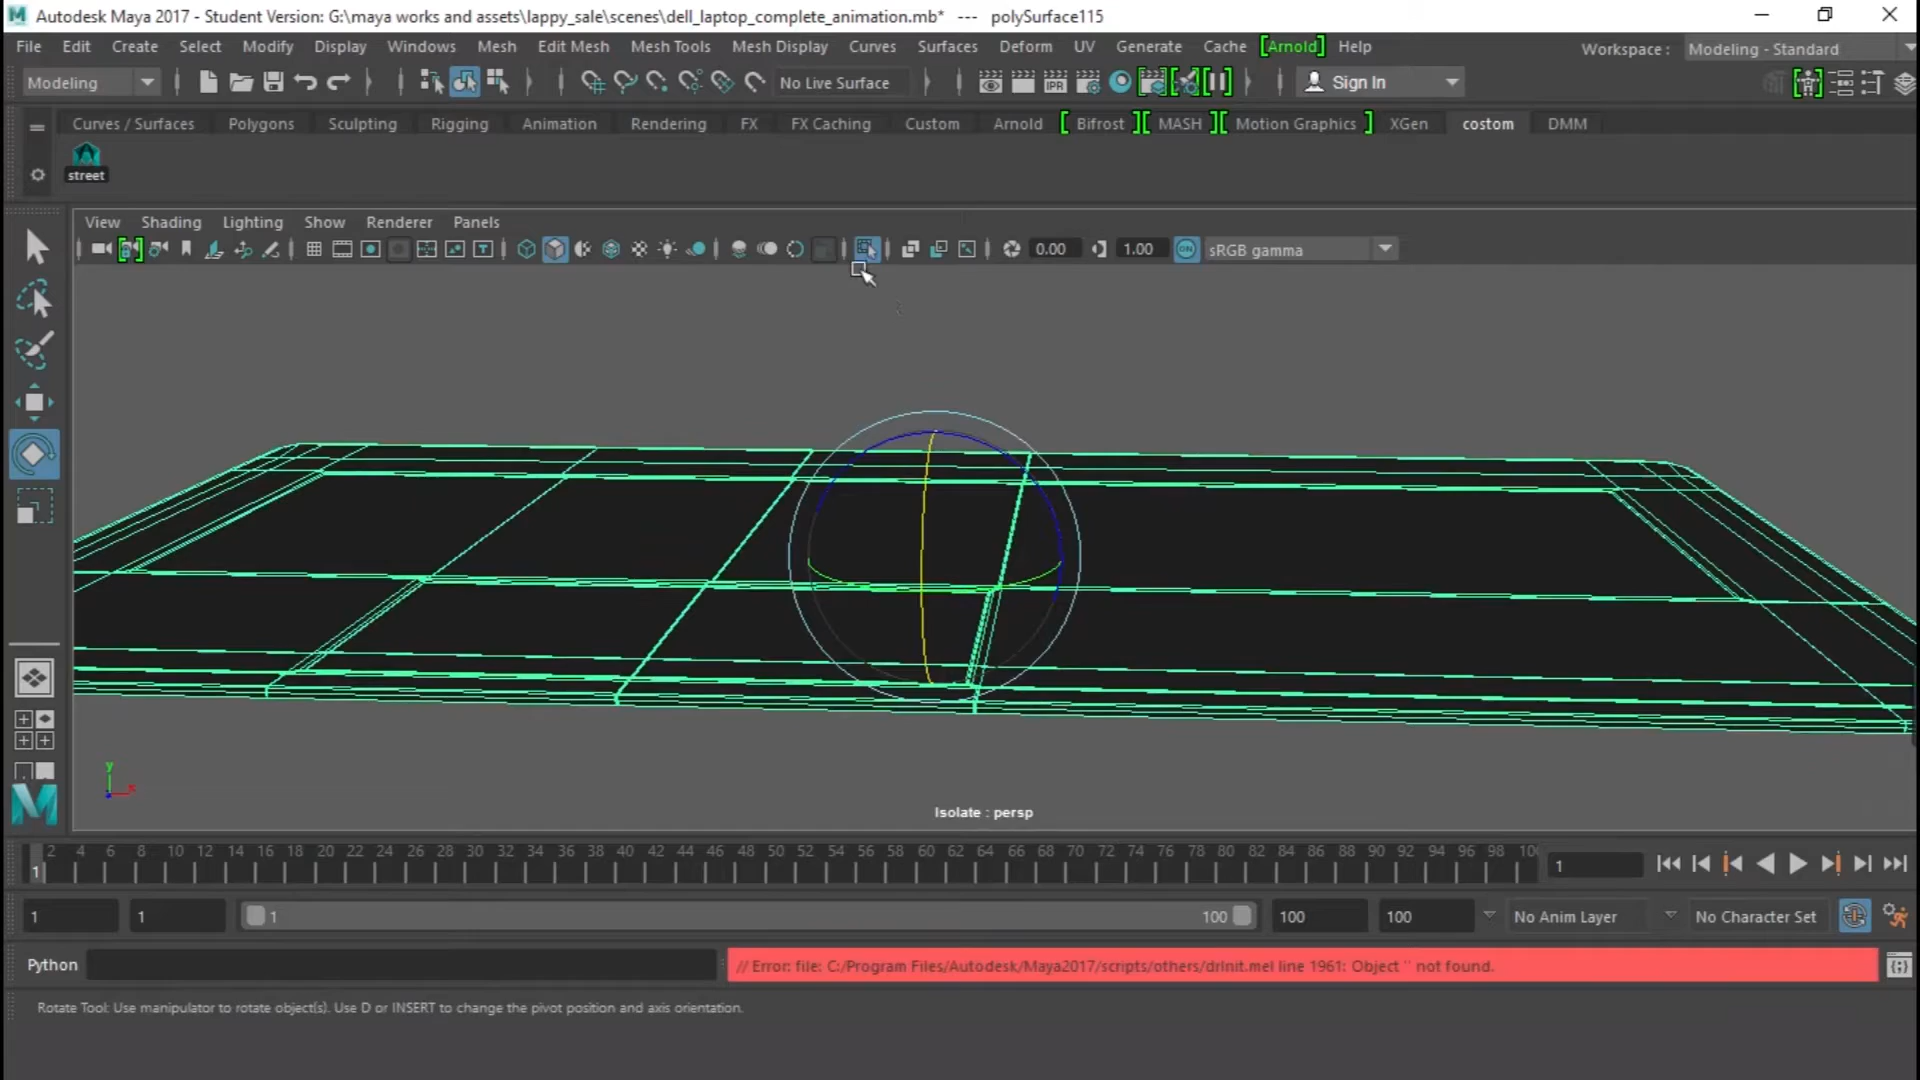 Autodesk Maya 2017 - Student Version: G:\maya works and assets\lappy_sale\scenes\dell_laptop_complete_animation.mb* --- polySurface115
File Edit Create Select Modify Display Windows Mesh Edit Mesh Mesh Tools Mesh Display Curves Surfaces Deform UV Generate Cache [Arnold] Help Workspace : Modeling - Standard
Modeling No Live Surface IPR Sign In
Curves / Surfaces Polygons Sculpting Rigging Animation Rendering FX FX Caching Custom Arnold [ Bifrost ][ MASH ][ Motion Graphics ] XGen costom DMM
street
View Shading Lighting Show Renderer Panels
0.00 1.00 ON sRGB gamma
y
x
Isolate : persp
2 4 6 8 10 12 14 16 18 20 22 24 26 28 30 32 34 36 38 40 42 44 46 48 50 52 54 56 58 60 62 64 66 68 70 72 74 76 78 80 82 84 86 88 90 92 94 96 98 10
1 1
1 1 1 100 100 100 No Anim Layer No Character Set
Python // Error: file: C:/Program Files/Autodesk/Maya2017/scripts/others/drInit.mel line 1961: Object '' not found.
Rotate Tool: Use manipulator to rotate object(s). Use D or INSERT to change the pivot position and axis orientation.